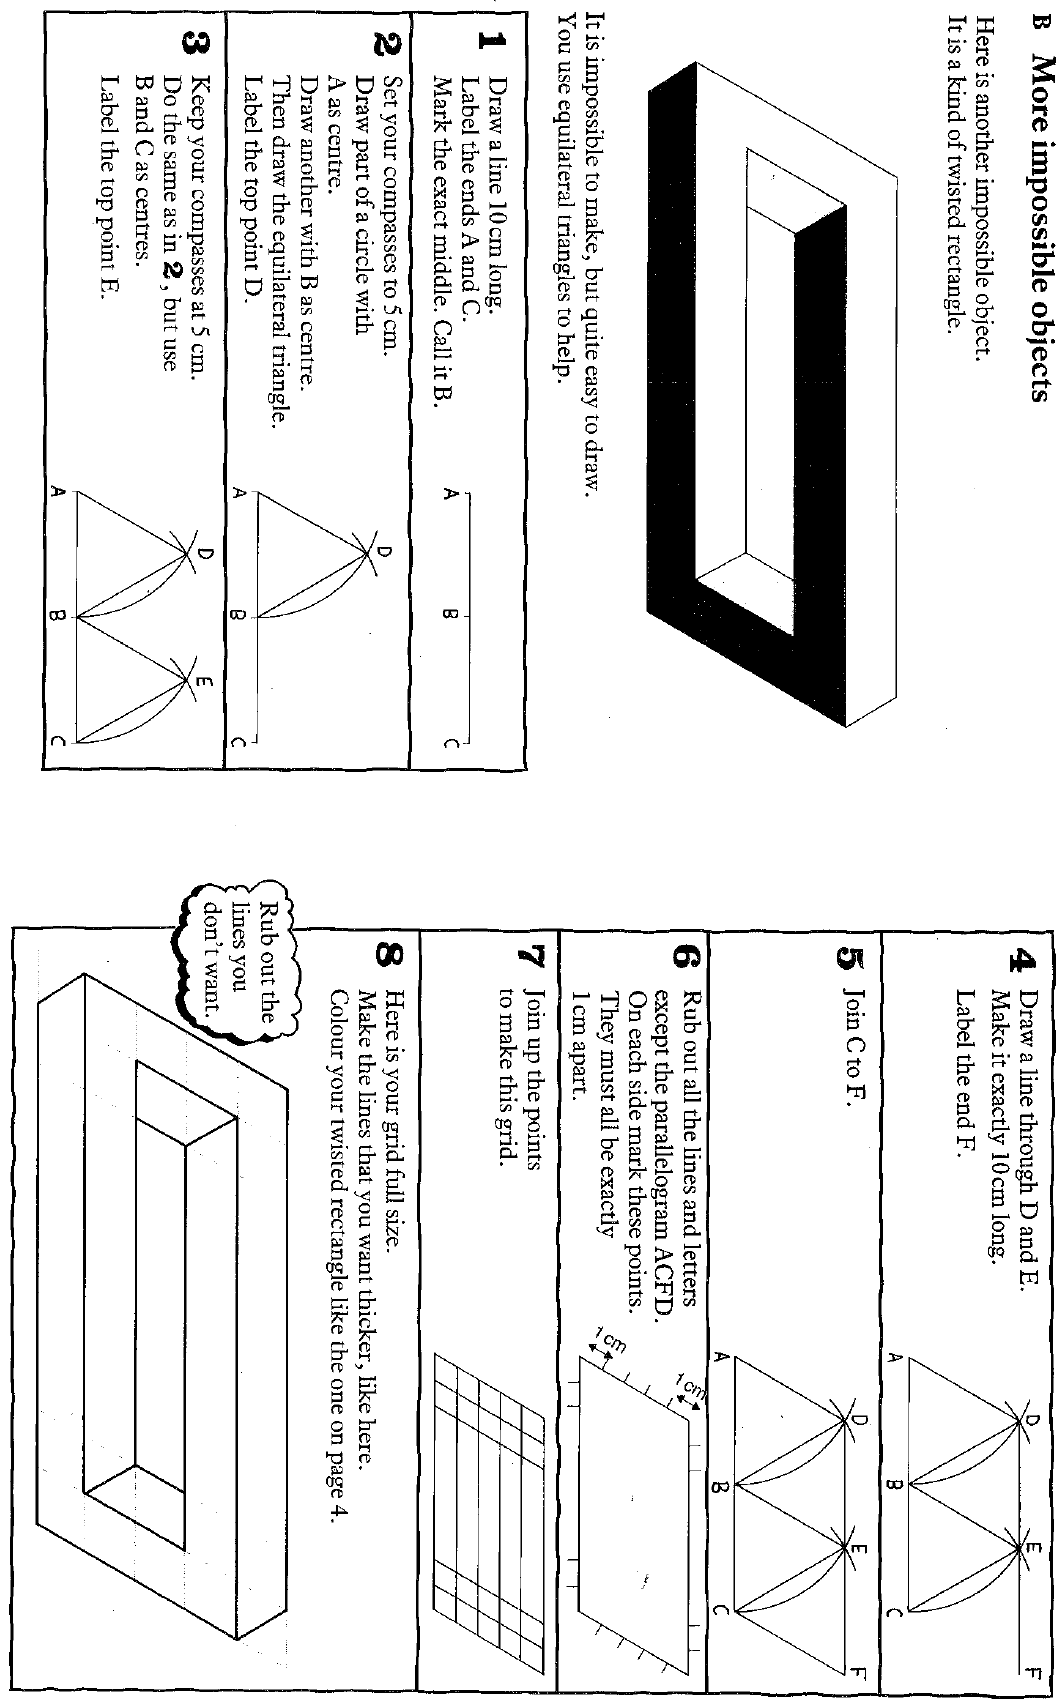 B More impossible objects
Here is another impossible object.
It is a kind of twisted rectangle.
It is impossible to make, but quite easy to draw.
You use equilateral triangles to help.
1 Draw a line 10 cm long.
Label the ends A and C.
Mark the exact middle. Call it B.
A B C
2 Set your compasses to 5 cm.
Draw part of a circle with
A as centre.
Draw another with B as centre.
Then draw the equilateral triangle.
Label the top point D.
D
A B C
3 Keep your compasses at 5 cm.
Do the same as in 2, but use
B and C as centres.
Label the top point E.
D E
A B C
4 Draw a line through D and E.
Make it exactly 10 cm long.
Label the end F.
D E F
A B C
5 Join C to F.
D E F
A B C
6 Rub out all the lines and letters
except the parallelogram ACFD.
On each side mark these points.
They must all be exactly
1 cm apart.
1 cm
1 cm
7 Join up the points
to make this grid.
8 Here is your grid full size.
Make the lines that you want thicker, like here.
Colour your twisted rectangle like the one on page 4.
Rub out the
lines you
don't want.